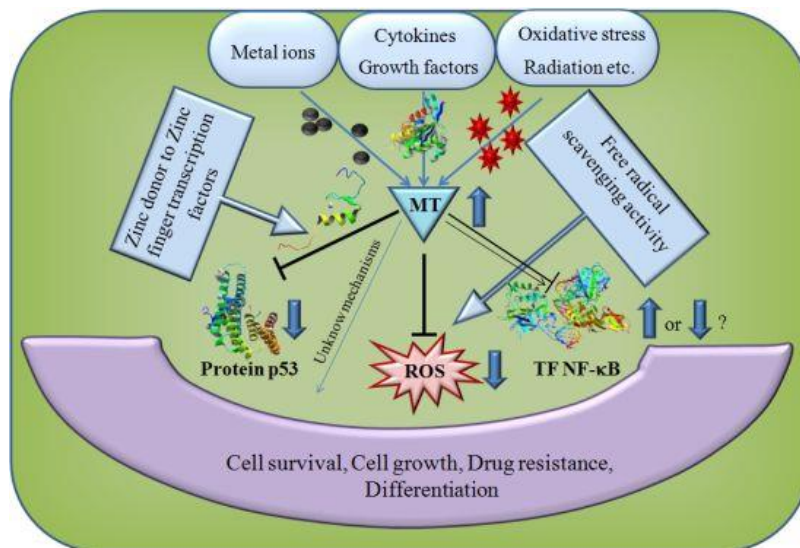 Metal ions
Cytokines
Growth factors
Oxidative stress
Radiation etc.
Zinc donor to Zinc
finger transcription
factors
Free radical
scavenging activity
MT
Unknow mechanisms
Protein p53
ROS
TF NF-κB
or
?
Cell survival, Cell growth, Drug resistance,
Differentiation